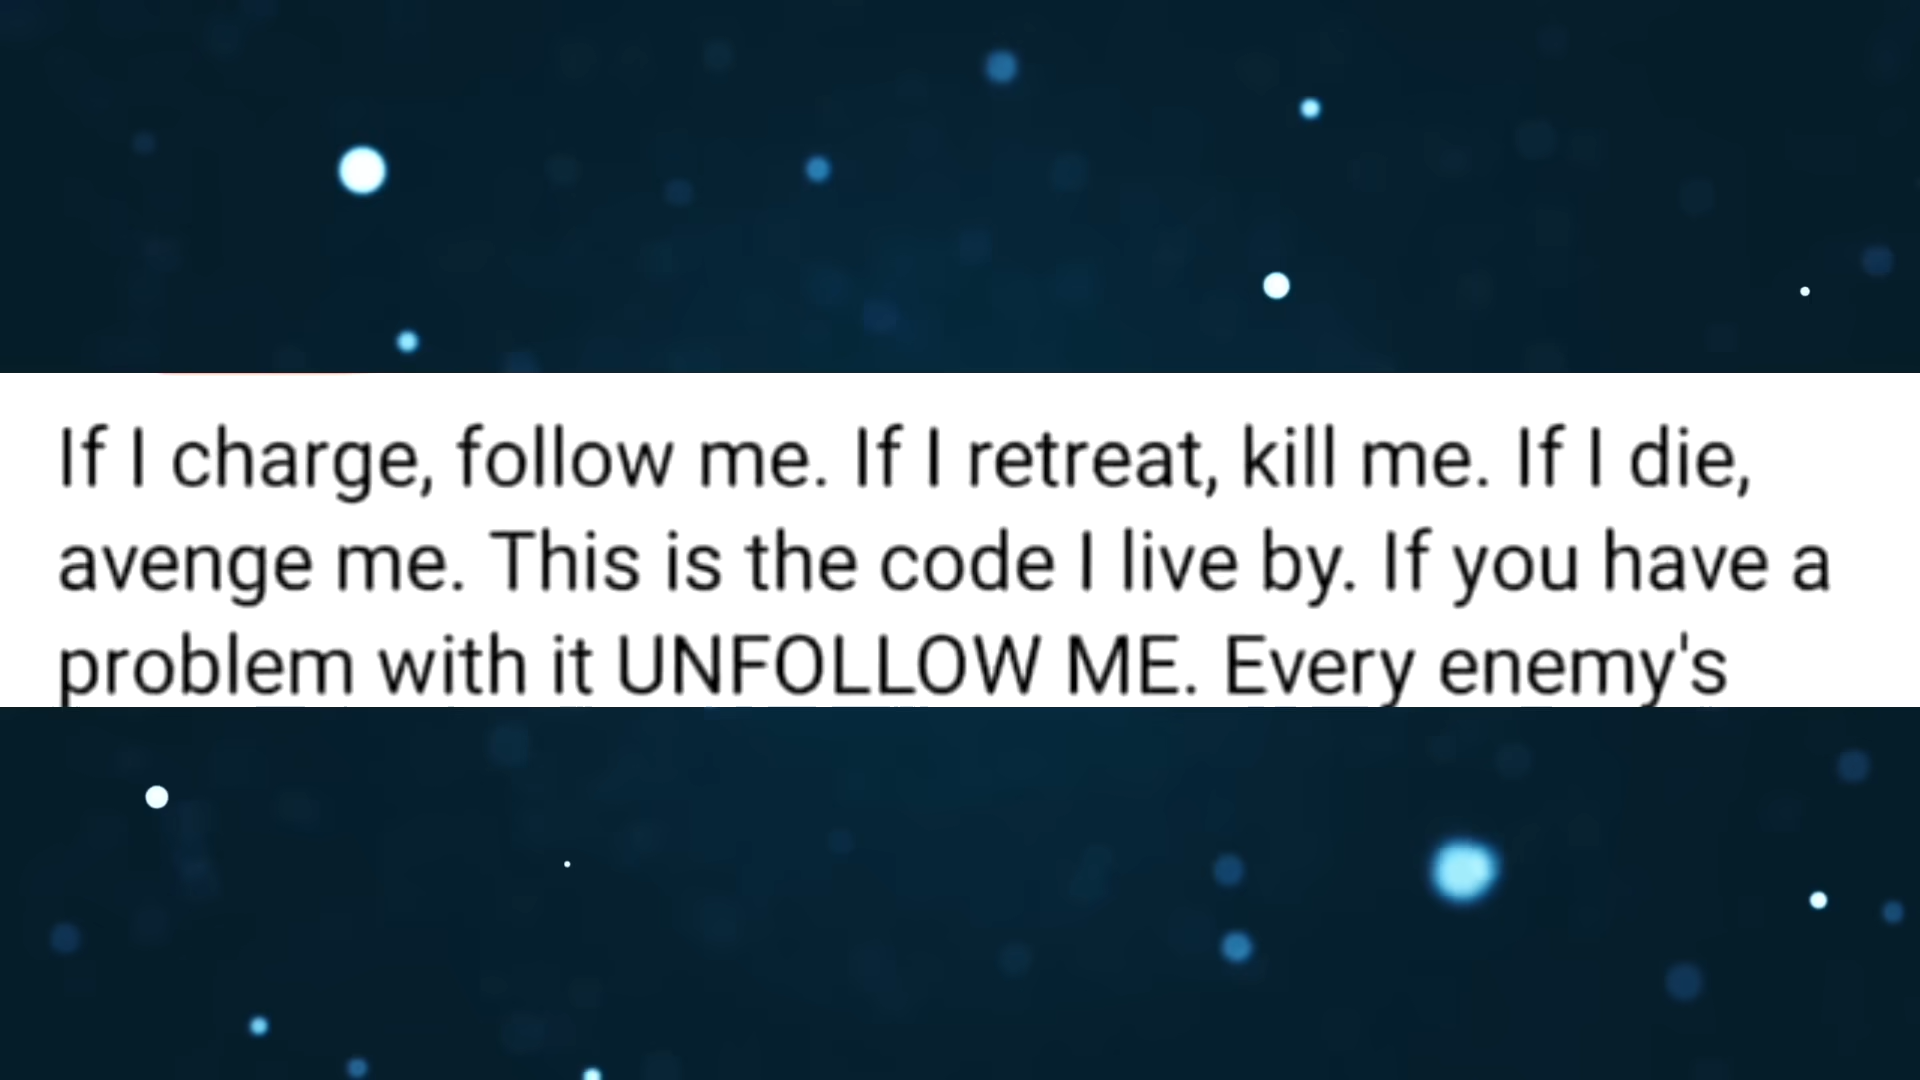 If I charge, follow me. If I retreat, kill me. If I die,
avenge me. This is the code I live by. If you have a
problem with it UNFOLLOW ME. Every enemy's